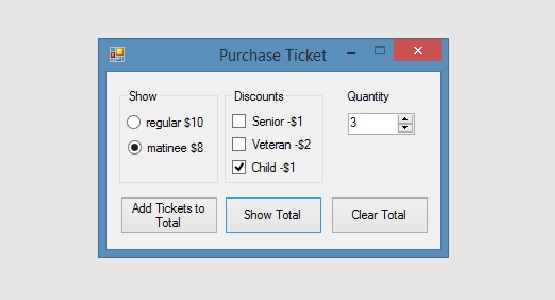 Purchase Ticket
Show
regular $10
matinee $8
Discounts
Senior -$1
Veteran -$2
Child -$1
Quantity
3
Add Tickets to
Total
Show Total
Clear Total